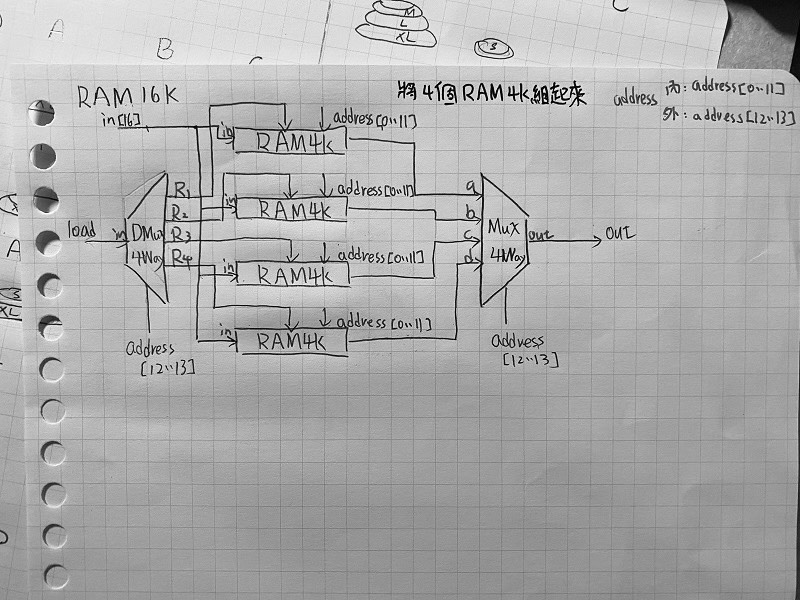 A
B
C
M
L
XL
S
C
RAM16K
將4個RAM4K組起來
address 內: address[0..11]
外: address[12..13]
in[16]
in
RAM4K
address[0..11]
load
in
DMux
4Way
R1
R2
R3
R4
in
RAM4K
address[0..11]
in
RAM4K
address[0..11]
in
RAM4K
address[0..11]
a
b
c
d
Mux
4Way
out
out
address
[12..13]
address
[12..13]
A
S
XL